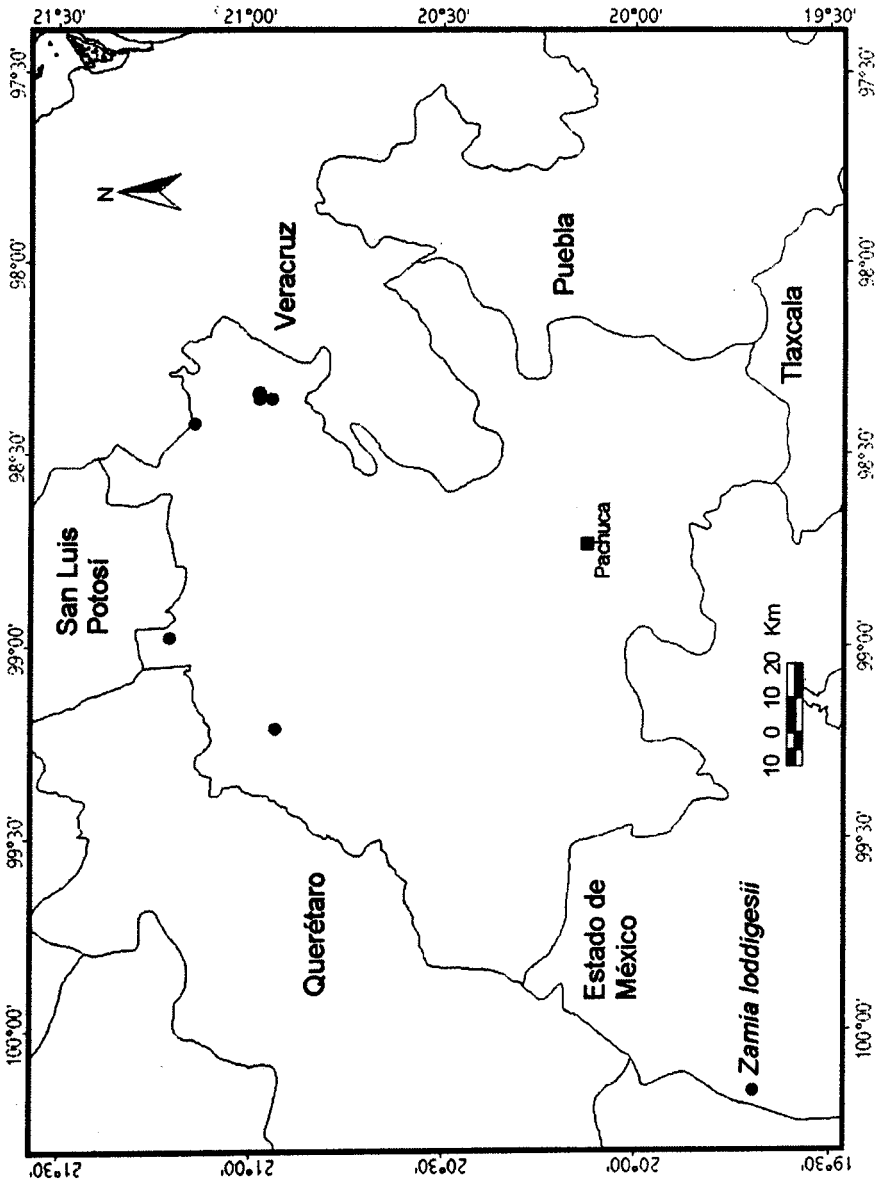 100°00'
99°30'
99°00'
98°30'
98°00'
97°30'
21°30'
21°30'
San Luis
Potosí
N
21°00'
21°00'
Querétaro
Veracruz
20°30'
20°30'
Puebla
Estado de
México
Pachuca
20°00'
20°00'
10 0 10 20 Km
Tlaxcala
Zamia loddigesii
19°30'
19°30'
100°00'
99°30'
99°00'
98°30'
98°00'
97°30'